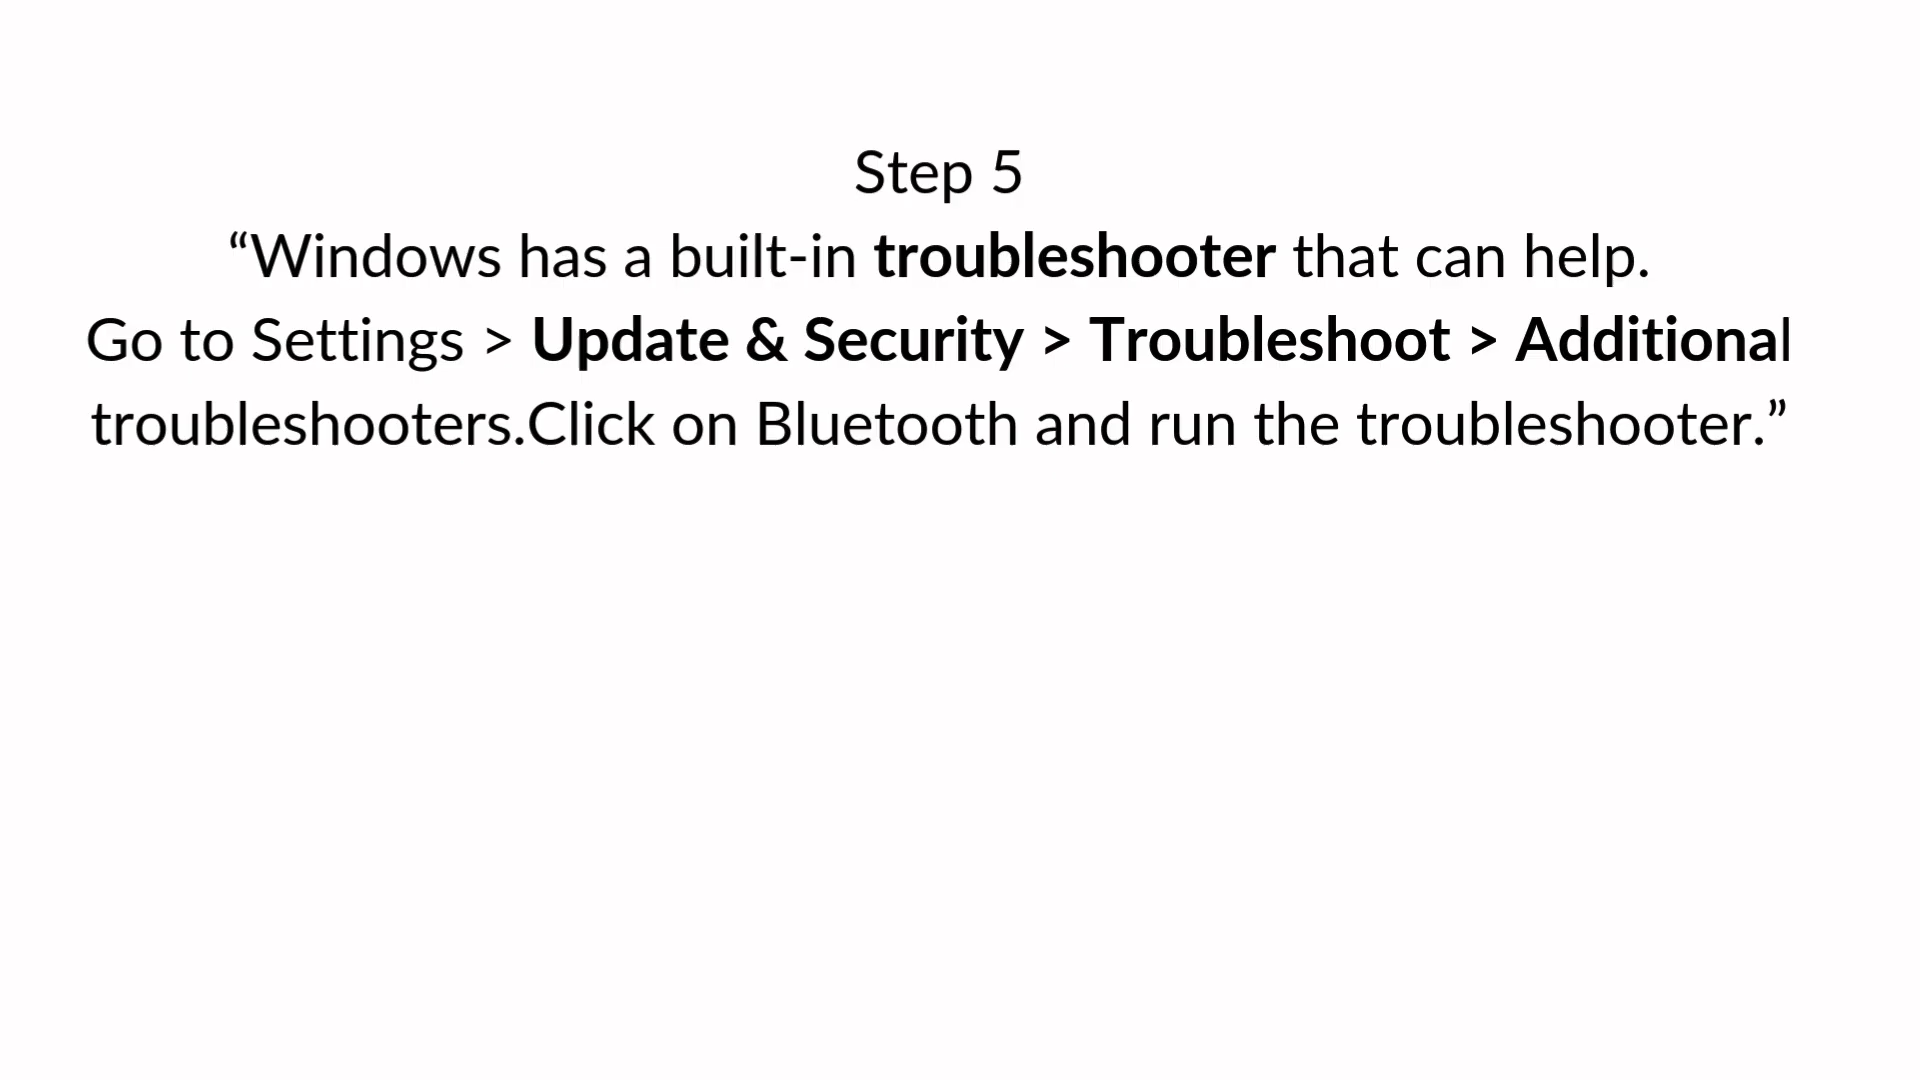 Step 5
“Windows has a built-in troubleshooter that can help.
Go to Settings > Update & Security > Troubleshoot > Additional
troubleshooters.Click on Bluetooth and run the troubleshooter.”